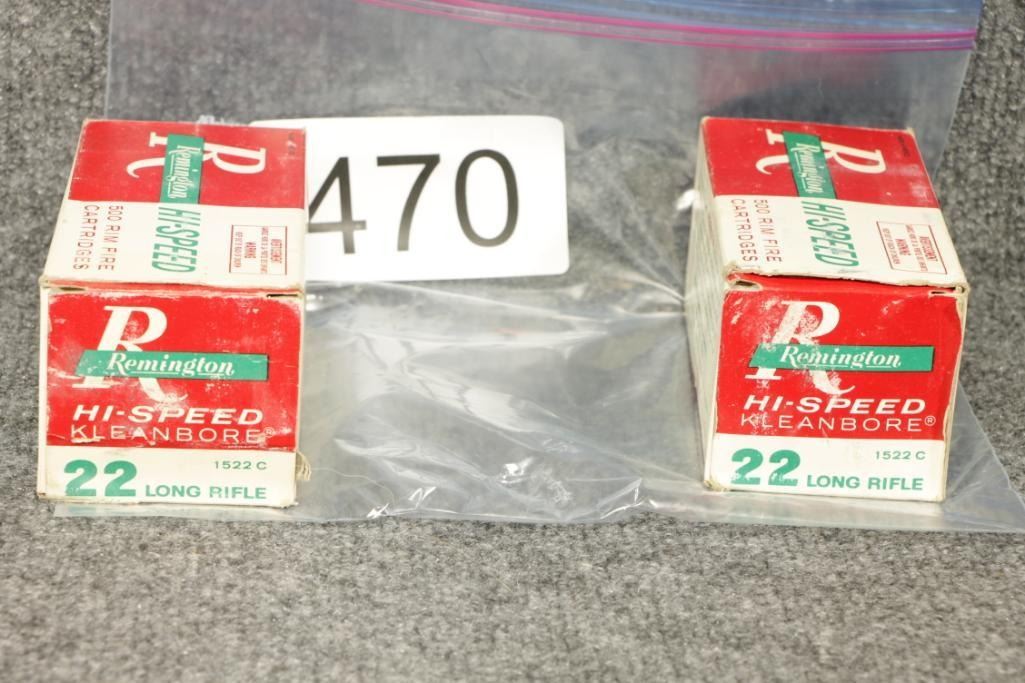 R
Remington
HI-SPEED
500 RIM FIRE
CARTRIDGES
470
R
Remington
HI-SPEED
KLEANBORE®
22 1522 C
LONG RIFLE
R
Remington
HI-SPEED
500 RIM FIRE
CARTRIDGES
R
Remington
HI-SPEED
KLEANBORE®
22 1522 C
LONG RIFLE